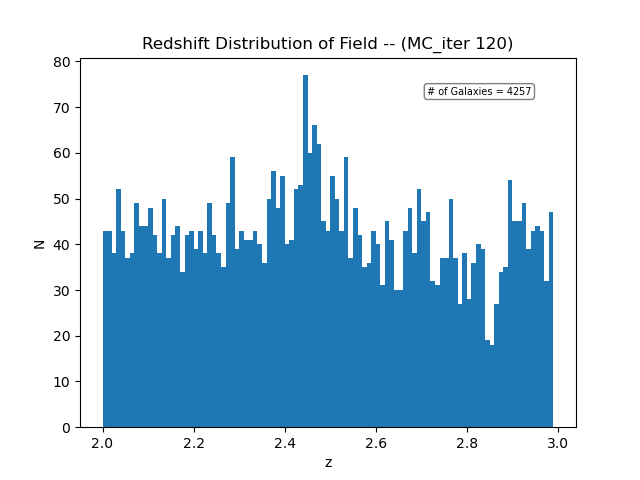 Redshift Distribution of Field -- (MC_iter 120)
# of Galaxies = 4257
80
70
60
50
40
30
20
10
0
N
2.0 2.2 2.4 2.6 2.8 3.0
z